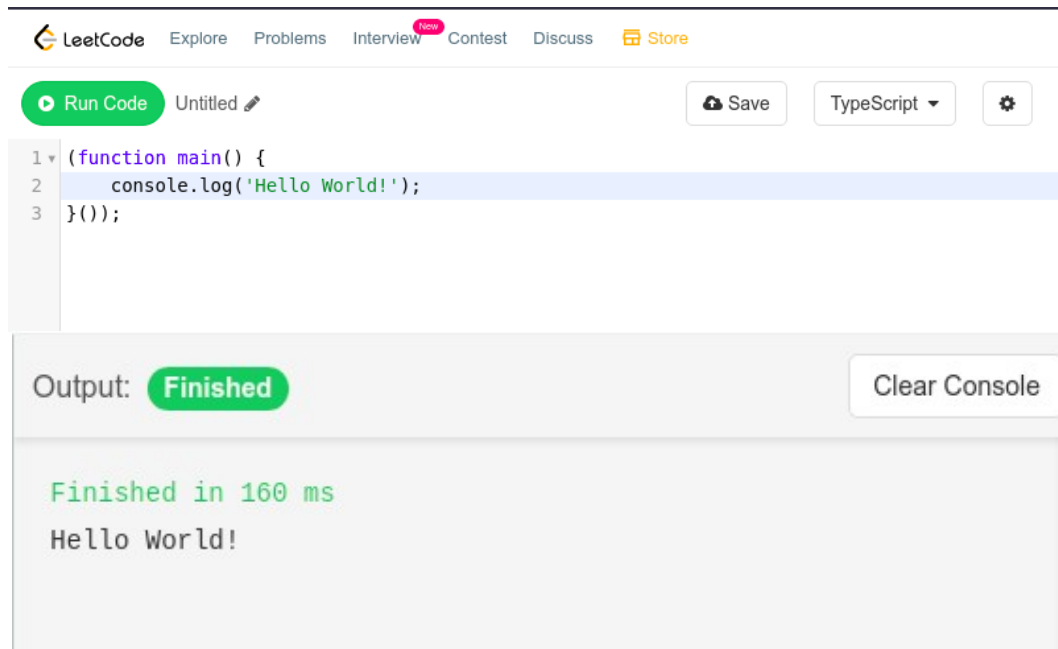 LeetCode Explore Problems Interview New Contest Discuss Store
Run Code Untitled Save TypeScript
1 (function main() {
2     console.log('Hello World!');
3 }());
Output: Finished Clear Console
Finished in 160 ms
Hello World!